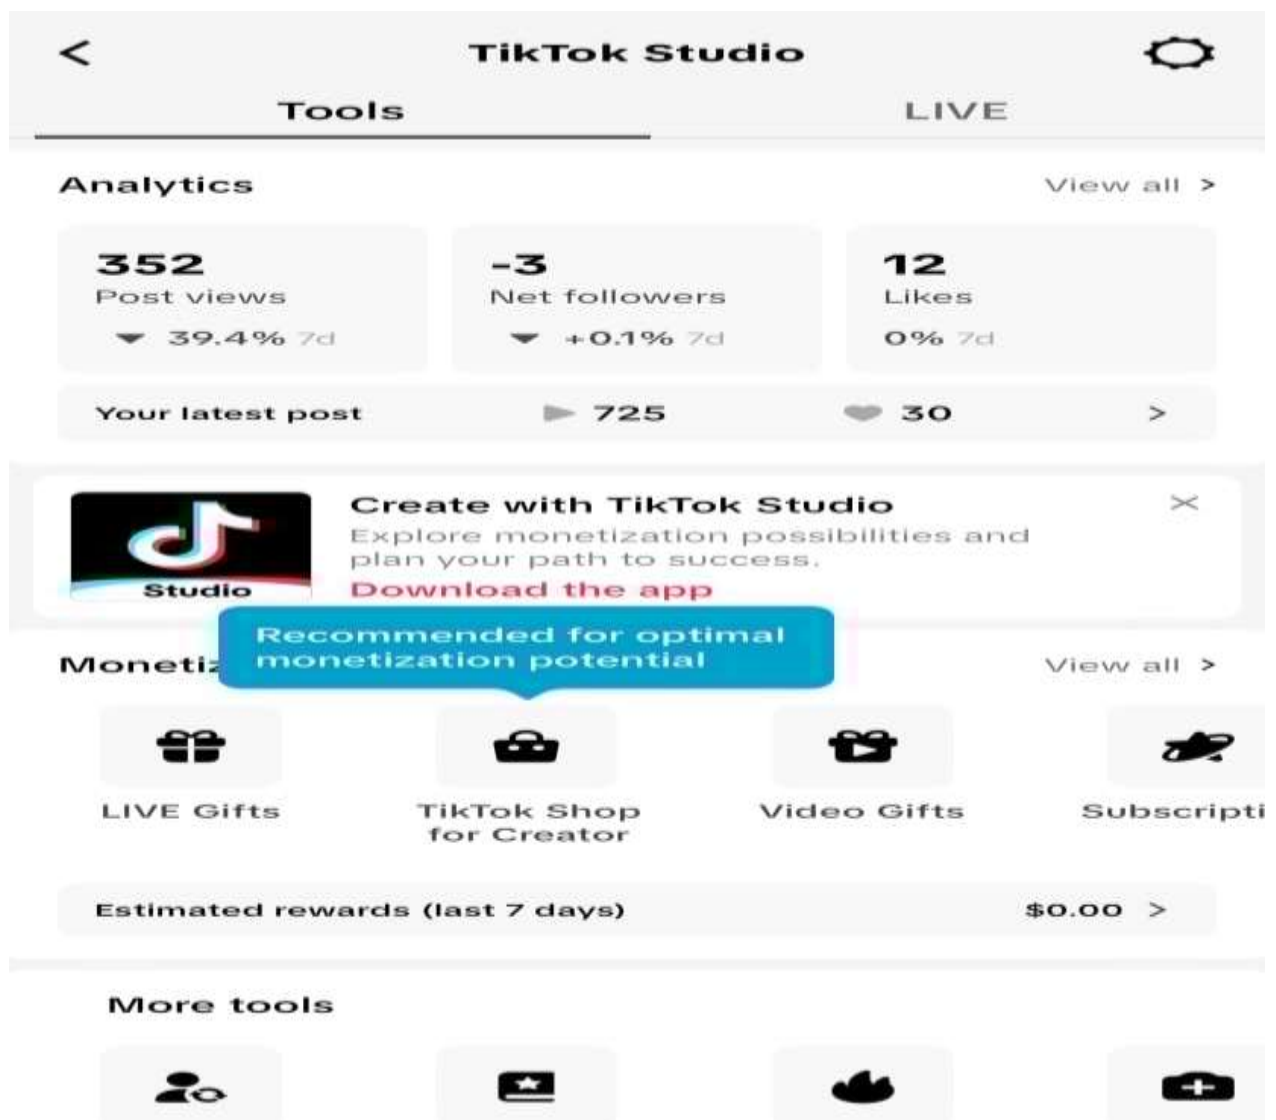 TikTok Studio
Tools LIVE
Analytics View all >
352 -3 12
Post views Net followers Likes
39.4% 7d +0.1% 7d 0% 7d
Your latest post 725 30 >
Create with TikTok Studio
Explore monetization possibilities and
plan your path to success.
Download the app
Studio
Recommended for optimal
monetization potential
Monetiz View all >
LIVE Gifts TikTok Shop Video Gifts Subscripti
for Creator
Estimated rewards (last 7 days) $0.00 >
More tools